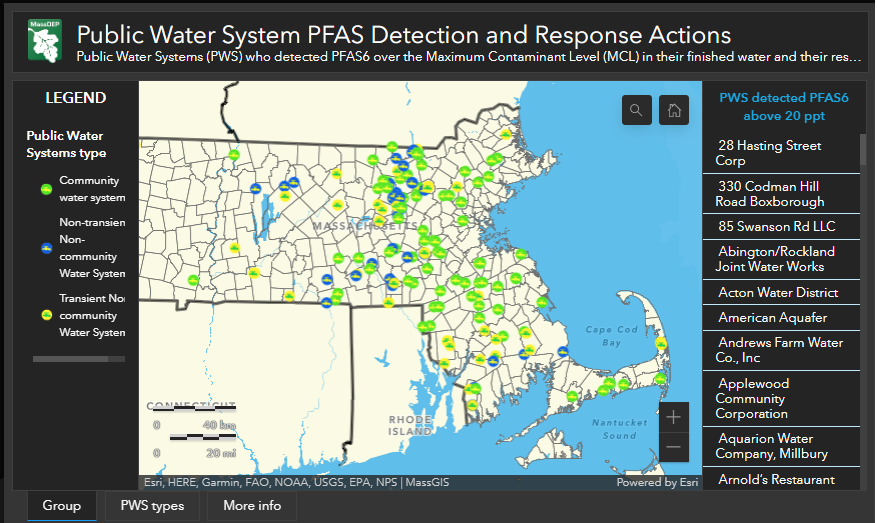 MassDEP
Public Water System PFAS Detection and Response Actions
Public Water Systems (PWS) who detected PFAS6 over the Maximum Contaminant Level (MCL) in their finished water and their res...
LEGEND
Public Water
Systems type
Community
water system
Non-transien
Non-
community
Water System
Transient No
community
Water System
MASSACHUSETTS
CONNECTICUT
RHODE
ISLAND
Cape Cod
Bay
Nantucket
Sound
0 40 km
0 20 mi
Esri, HERE, Garmin, FAO, NOAA, USGS, EPA, NPS | MassGIS
Powered by Esri
PWS detected PFAS6
above 20 ppt
28 Hasting Street
Corp
330 Codman Hill
Road Boxborough
85 Swanson Rd LLC
Abington/Rockland
Joint Water Works
Acton Water District
American Aquafer
Andrews Farm Water
Co., Inc
Applewood
Community
Corporation
Aquarion Water
Company, Millbury
Arnold's Restaurant
Group
PWS types
More info